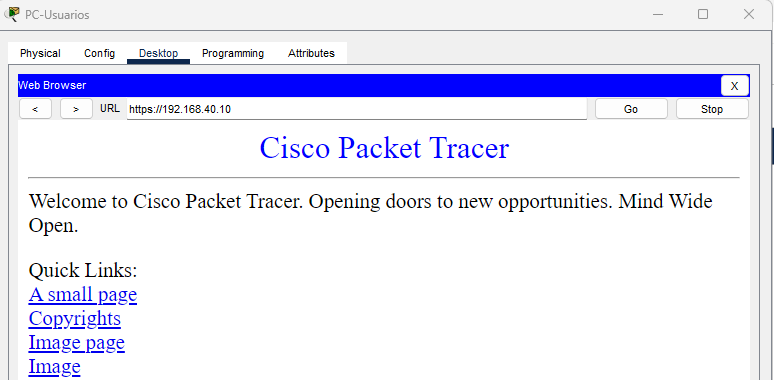 PC-Usuarios
Physical Config Desktop Programming Attributes
Web Browser X
< > URL https://192.168.40.10 Go Stop
Cisco Packet Tracer
Welcome to Cisco Packet Tracer. Opening doors to new opportunities. Mind Wide
Open.
Quick Links:
A small page
Copyrights
Image page
Image